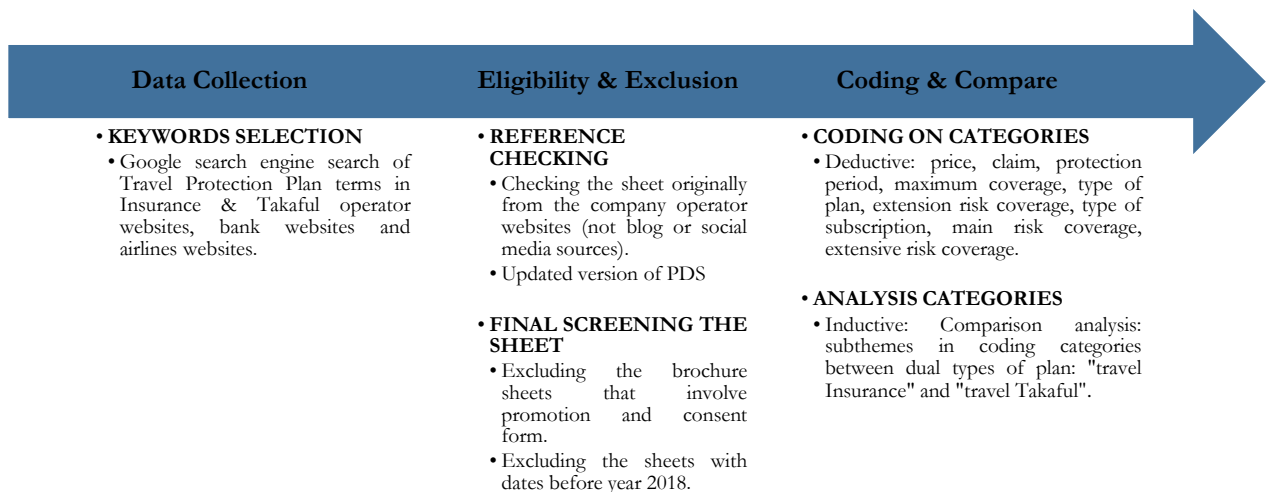 Data Collection
Eligibility & Exclusion
Coding & Compare
• KEYWORDS SELECTION
• Google search engine search of
Travel Protection Plan terms in
Insurance & Takaful operator
websites, bank websites and
airlines websites.
• REFERENCE
CHECKING
• Checking the sheet originally
from the company operator
websites (not blog or social
media sources).
• Updated version of PDS
• FINAL SCREENING THE
SHEET
• Excluding the brochure
sheets that involve
promotion and consent
form.
• Excluding the sheets with
dates before year 2018.
• CODING ON CATEGORIES
• Deductive: price, claim, protection
period, maximum coverage, type of
plan, extension risk coverage, type of
subscription, main risk coverage,
extensive risk coverage.
• ANALYSIS CATEGORIES
• Inductive: Comparison analysis:
subthemes in coding categories
between dual types of plan: "travel
Insurance" and "travel Takaful".